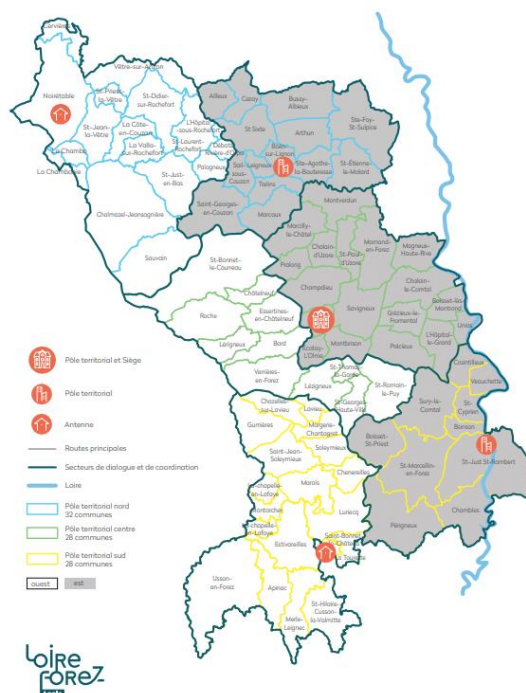 Cervières
Noirétable
Vêtre-sur-Anzon
St-Priest-
la-Vêtre
St-Didier-
sur-Rochefort
St-Jean-
la-Vêtre
La Côte-
en-Couzan
L'Hôpital-
sous-Rochefort
La Valla-
sur-Rochefort
St-Laurent-
Rochefort
La Chamba
La Chambonie
Palogneux
St-Just-
en-Bas
Chalmazel-Jeansagnière
Sauvain
Ailleux
Cezay
Bussy-
Albieux
Ste-Foy-
St-Sulpice
St Sixte
Arthun
Boën-
sur-Lignon
Sail-
sous-
Couzan
Leigneux
Ste-Agathe-
la-Bouteresse
St-Étienne-
le-Molard
Trelins
Saint-Georges-
en-Couzan
Marcoux
Montverdun
Marcilly-
le-Châtel
Chalain-
d'Uzore
Mornand-
en-Forez
Magneux-
Haute-Rive
Pralong
St-Paul-
d'Uzore
Chalain-
le-Comtal
Champdieu
Savigneux
Boisset-lès-
Montrond
Grézieux-le-
Fromental
Unias
Écotay-
L'Olme
Montbrison
Précieux
L'Hôpital-
le-Grand
St-Bonnet-
le-Courreau
Châtelneuf
Roche
Essertines-
en-Châtelneuf
Lérigneux
Bard
Verrières-
en-Forez
St-Thomas-
la-Garde
Lézigneux
St-Georges-
Haute-Ville
St-Romain-
le-Puy
Chazelles-
sur-Lavieu
Lavieu
Gumières
Margerie-
Chantagret
Saint-Jean-
Soleymieux
Soleymieux
Chenereilles
La-chapelle-
en-Lafaye
Marols
Montarcher
Luriecq
La-chapelle-
en-Lafaye
Estivareilles
Saint-Bonnet
-le-Château
La Tourette
Usson-
en-Forez
Apinac
Merle-
Leignec
St-Hilaire-
Cusson-
la-Valmitte
Chambles
Sury-le-
Comtal
Veauchette
St-
Cyprien
Bonson
Boisset-
St-Priest
St-Marcellin-
en-Forez
St-Just St-Rambert
Périgneux
Pôle territorial et Siège
Pôle territorial
Antenne
Routes principales
Secteurs de dialogue et de coordination
Loire
Pôle territorial nord
32 communes
Pôle territorial centre
28 communes
Pôle territorial sud
28 communes
ouest
est
Loire
forez